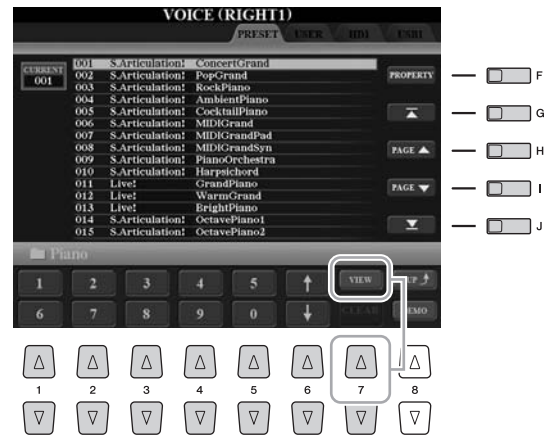 VOICE (RIGHT1)
PRESET USER HD1 USB1
CURRENT
001
001 S.Articulation! ConcertGrand
002 S.Articulation! PopGrand
003 S.Articulation! RockPiano
004 S.Articulation! AmbientPiano
005 S.Articulation! CocktailPiano
006 S.Articulation! MIDIGrand
007 S.Articulation! MIDIGrandPad
008 S.Articulation! MIDIGrandSyn
009 S.Articulation! PianoOrchestra
010 S.Articulation! Harpsichord
011 Live! GrandPiano
012 Live! WarmGrand
013 Live! BrightPiano
014 S.Articulation! OctavePiano1
015 S.Articulation! OctavePiano2
PROPERTY
PAGE
PAGE
F
G
H
I
J
Piano
1 2 3 4 5 VIEW UP
6 7 8 9 0 CLEAR DEMO
1 2 3 4 5 6 7 8